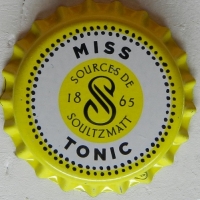 MISS
SOURCES DE
18 S 65
SOULTZMATT
TONIC